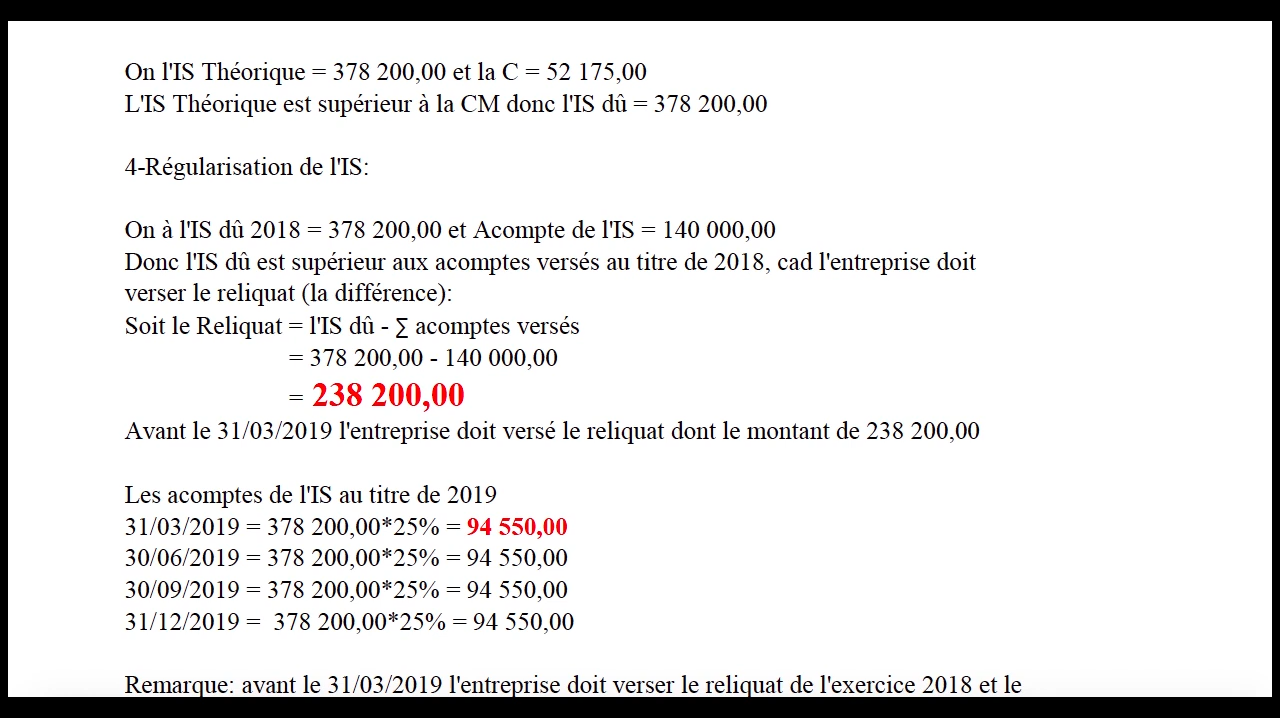 On l'IS Théorique = 378 200,00 et la C = 52 175,00
L'IS Théorique est supérieur à la CM donc l'IS dû = 378 200,00
4-Régularisation de l'IS:
On à l'IS dû 2018 = 378 200,00 et Acompte de l'IS = 140 000,00
Donc l'IS dû est supérieur aux acomptes versés au titre de 2018, cad l'entreprise doit
verser le reliquat (la différence):
Soit le Reliquat = l'IS dû - ∑ acomptes versés
= 378 200,00 - 140 000,00
= 238 200,00
Avant le 31/03/2019 l'entreprise doit versé le reliquat dont le montant de 238 200,00
Les acomptes de l'IS au titre de 2019
31/03/2019 = 378 200,00*25% = 94 550,00
30/06/2019 = 378 200,00*25% = 94 550,00
30/09/2019 = 378 200,00*25% = 94 550,00
31/12/2019 =  378 200,00*25% = 94 550,00
Remarque: avant le 31/03/2019 l'entreprise doit verser le reliquat de l'exercice 2018 et le